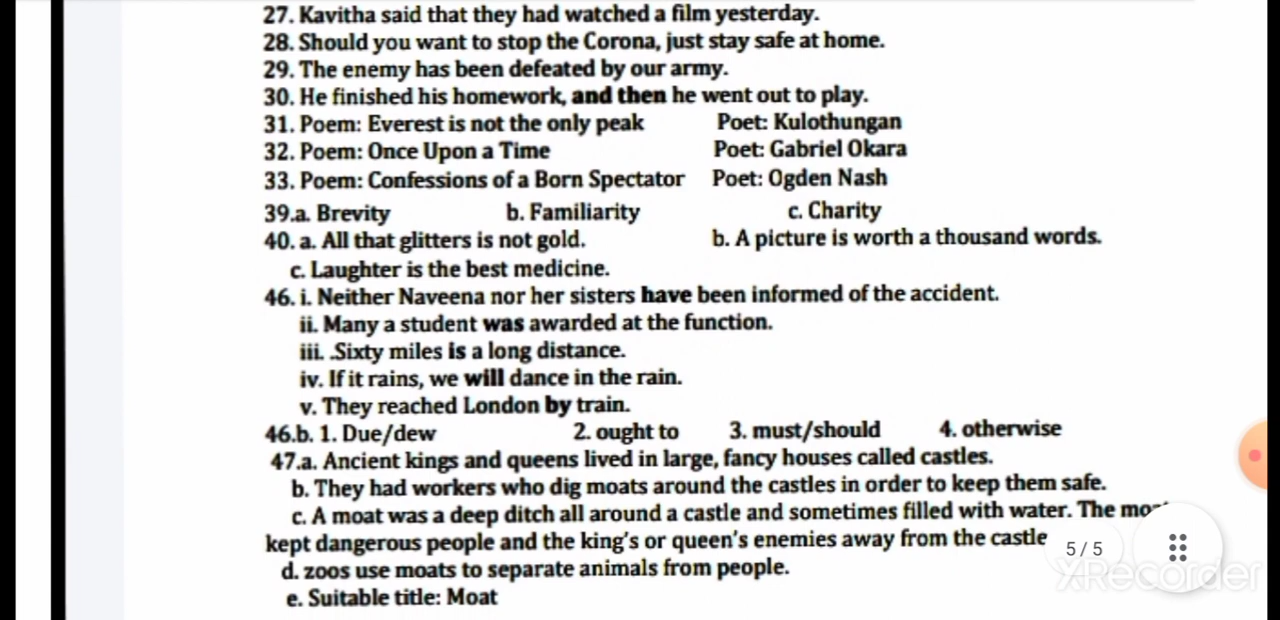 27. Kavitha said that they had watched a film yesterday.
28. Should you want to stop the Corona, just stay safe at home.
29. The enemy has been defeated by our army.
30. He finished his homework, and then he went out to play.
31. Poem: Everest is not the only peak Poet: Kulothungan
32. Poem: Once Upon a Time Poet: Gabriel Okara
33. Poem: Confessions of a Born Spectator Poet: Ogden Nash
39.a. Brevity b. Familiarity c. Charity
40. a. All that glitters is not gold. b. A picture is worth a thousand words.
c. Laughter is the best medicine.
46. i. Neither Naveena nor her sisters have been informed of the accident.
ii. Many a student was awarded at the function.
iii. .Sixty miles is a long distance.
iv. If it rains, we will dance in the rain.
v. They reached London by train.
46.b. 1. Due/dew 2. ought to 3. must/should 4. otherwise
47.a. Ancient kings and queens lived in large, fancy houses called castles.
b. They had workers who dig moats around the castles in order to keep them safe.
c. A moat was a deep ditch all around a castle and sometimes filled with water. The
kept dangerous people and the king's or queen's enemies away from the castle
5 / 5
XRecorder
d. zoos use moats to separate animals from people.
e. Suitable title: Moat